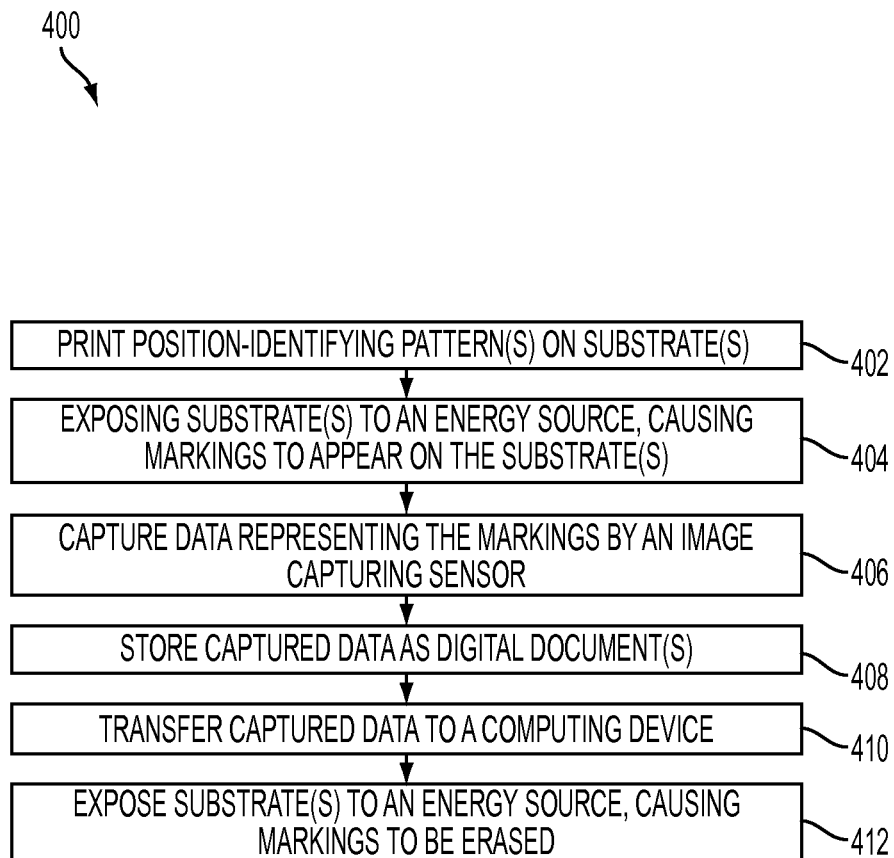 400
PRINT POSITION-IDENTIFYING PATTERN(S) ON SUBSTRATE(S)
402
EXPOSING SUBSTRATE(S) TO AN ENERGY SOURCE, CAUSING
MARKINGS TO APPEAR ON THE SUBSTRATE(S)
404
CAPTURE DATA REPRESENTING THE MARKINGS BY AN IMAGE
CAPTURING SENSOR
406
STORE CAPTURED DATA AS DIGITAL DOCUMENT(S)
408
TRANSFER CAPTURED DATA TO A COMPUTING DEVICE
410
EXPOSE SUBSTRATE(S) TO AN ENERGY SOURCE, CAUSING
MARKINGS TO BE ERASED
412